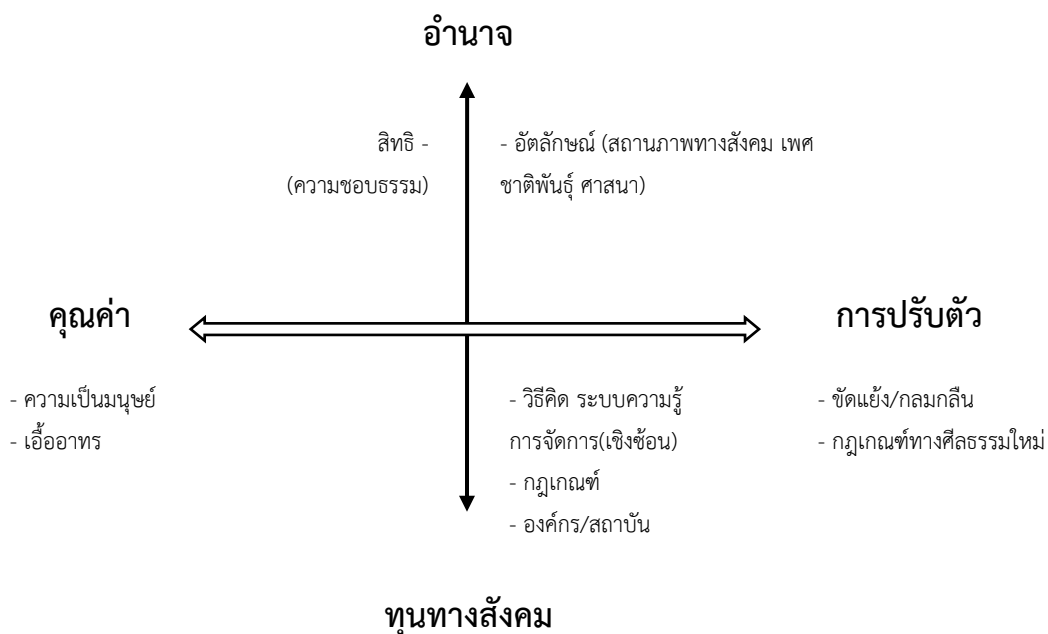 อำนาจ
สิทธิ -
(ความชอบธรรม)
- อัตลักษณ์ (สถานภาพทางสังคม เพศ
ชาติพันธุ์ ศาสนา)
คุณค่า
การปรับตัว
- ความเป็นมนุษย์
- เอื้ออาทร
- วิธีคิด ระบบความรู้
การจัดการ(เชิงซ้อน)
- กฎเกณฑ์
- องค์กร/สถาบัน
- ขัดแย้ง/กลมกลืน
- กฎเกณฑ์ทางศีลธรรมใหม่
ทุนทางสังคม